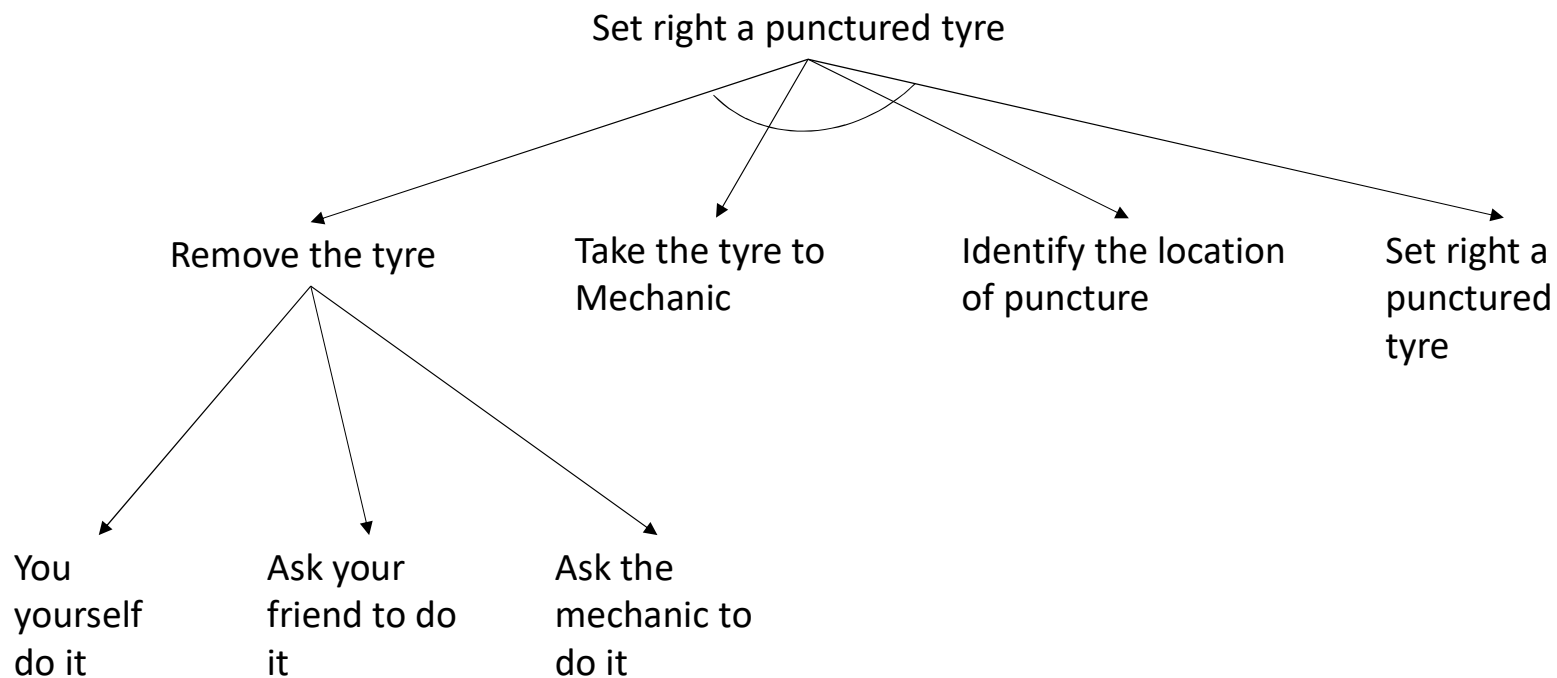 Set right a punctured tyre
Remove the tyre
Take the tyre to
Mechanic
Identify the location
of puncture
Set right a
punctured
tyre
You
yourself
do it
Ask your
friend to do
it
Ask the
mechanic to
do it